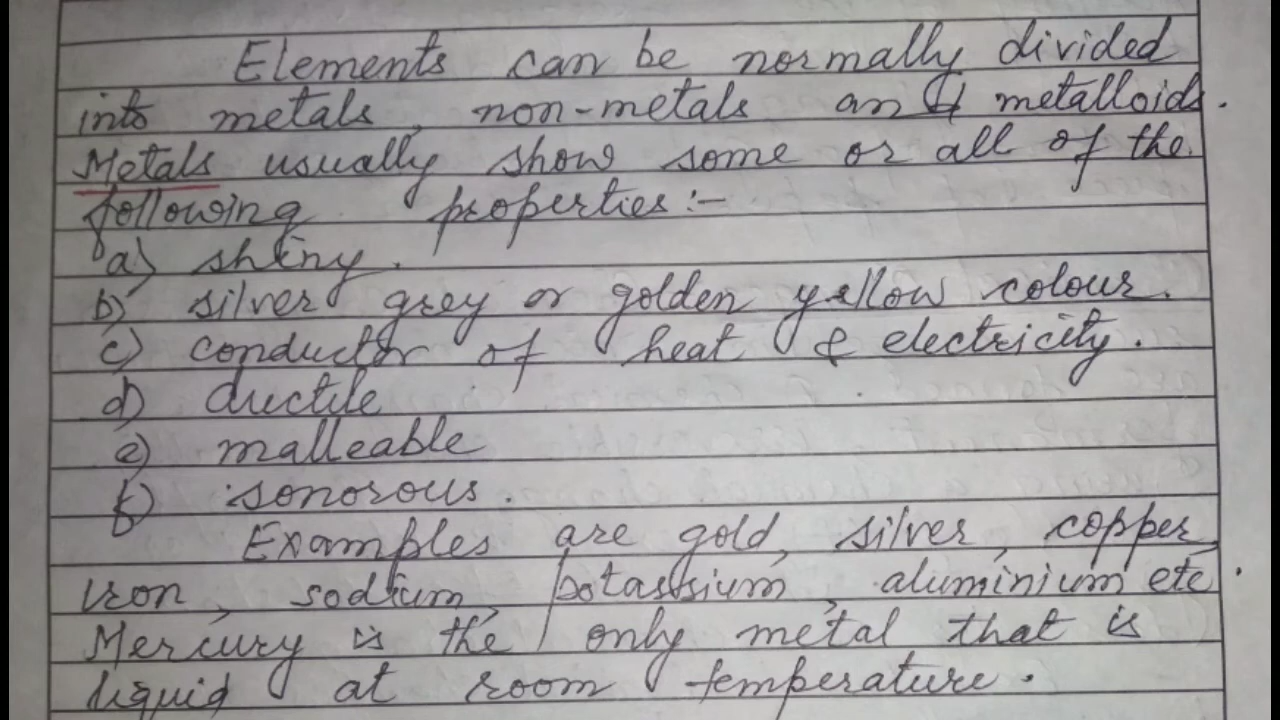 Elements can be normally divided
into metals, non-metals and metalloids.
Metals usually show some or all of the
following properties:-
a) shiny.
b) silver grey or golden yellow colour.
c) conductor of heat & electricity.
d) ductile
e) malleable
f) sonorous.
Examples are gold, silver, copper,
iron, sodium, potassium, aluminium etc.
Mercury is the only metal that is
liquid at room temperature.